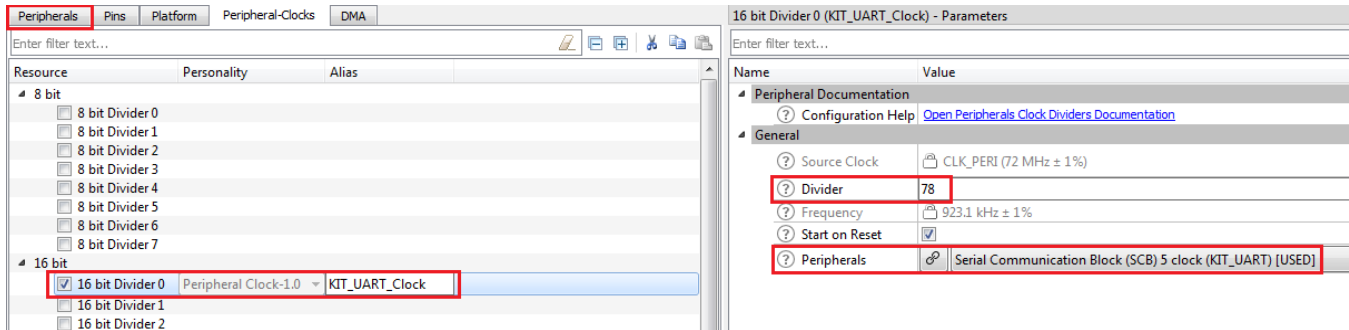 Peripherals Pins Platform Peripheral-Clocks DMA
Enter filter text...
Resource Personality Alias
8 bit
8 bit Divider 0
8 bit Divider 1
8 bit Divider 2
8 bit Divider 3
8 bit Divider 4
8 bit Divider 5
8 bit Divider 6
8 bit Divider 7
16 bit
16 bit Divider 0 Peripheral Clock-1.0 KIT_UART_Clock
16 bit Divider 1
16 bit Divider 2
16 bit Divider 0 (KIT_UART_Clock) - Parameters
Enter filter text...
Name Value
Peripheral Documentation
? Configuration Help Open Peripherals Clock Dividers Documentation
General
? Source Clock CLK_PERI (72 MHz ± 1%)
? Divider 78
? Frequency 923.1 kHz ± 1%
? Start on Reset
? Peripherals Serial Communication Block (SCB) 5 clock (KIT_UART) [USED]